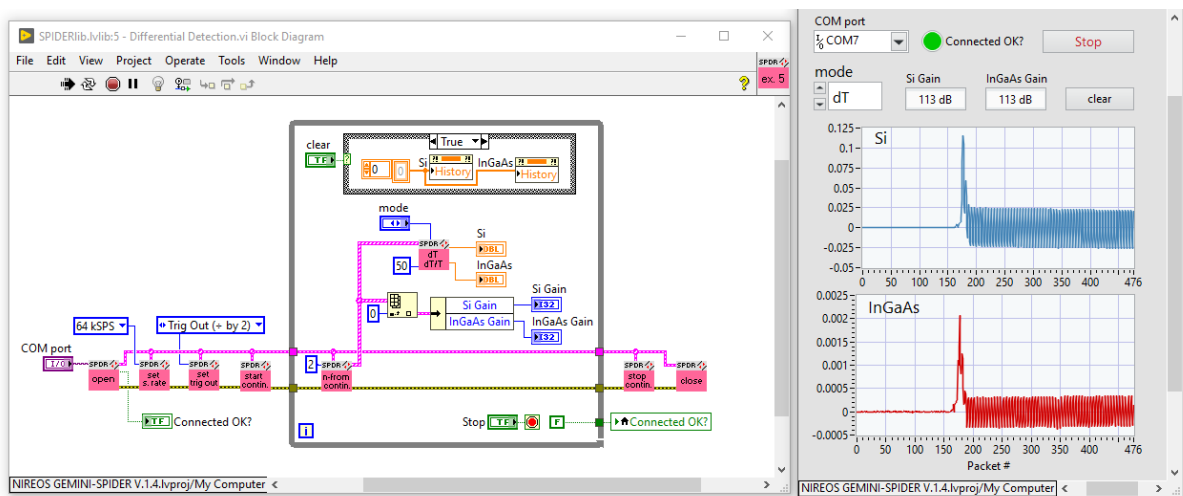 SPIDERlib.lvlib:5 - Differential Detection.vi Block Diagram
File Edit View Project Operate Tools Window Help
SPDR
ex. 5
clear
TF
?
True
0
0
Si
History
InGaAs
History
mode
SPDR
dT
dT/T
50
Si
DBL
InGaAs
DBL
0
Si Gain
InGaAs Gain
Si Gain
I32
InGaAs Gain
I32
64 kSPS
Trig Out (÷ by 2)
COM port
I/O
SPDR
open
SPDR
set
s.rate
SPDR
set
trig out
SPDR
start
contin.
2
SPDR
n-from
contin.
SPDR
stop
contin.
SPDR
close
TF
Connected OK?
i
Stop
TF
F
Connected OK?
NIREOS GEMINI-SPIDER V.1.4.lvproj/My Computer
COM port
COM7
Connected OK?
Stop
mode
dT
Si Gain
113 dB
InGaAs Gain
113 dB
clear
Si
0.125
0.1
0.075
0.05
0.025
0
-0.025
-0.05
0 50 100 150 200 250 300 350 400 476
InGaAs
0.0025
0.002
0.0015
0.001
0.0005
0
-0.0005
0 50 100 150 200 250 300 350 400 476
Packet #
NIREOS GEMINI-SPIDER V.1.4.lvproj/My Computer